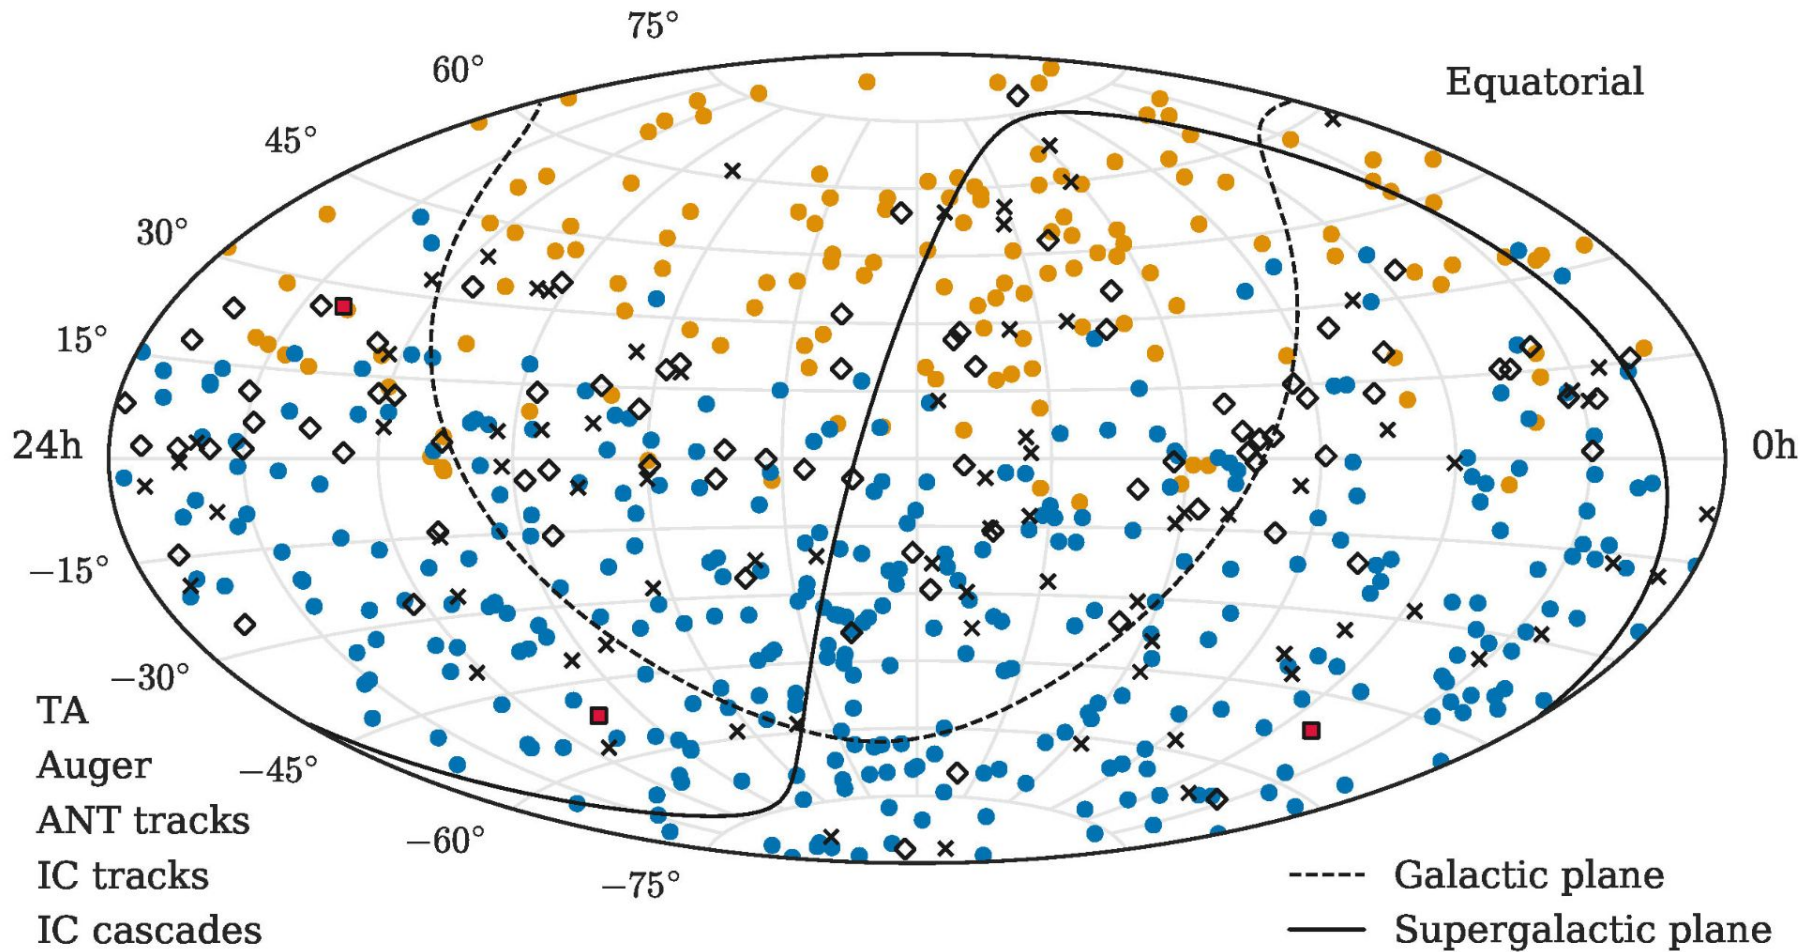 75°
60°
Equatorial
45°
30°
15°
24h
0h
−15°
−30°
TA
Auger
−45°
ANT tracks
−60°
IC tracks
−75°
Galactic plane
IC cascades
Supergalactic plane